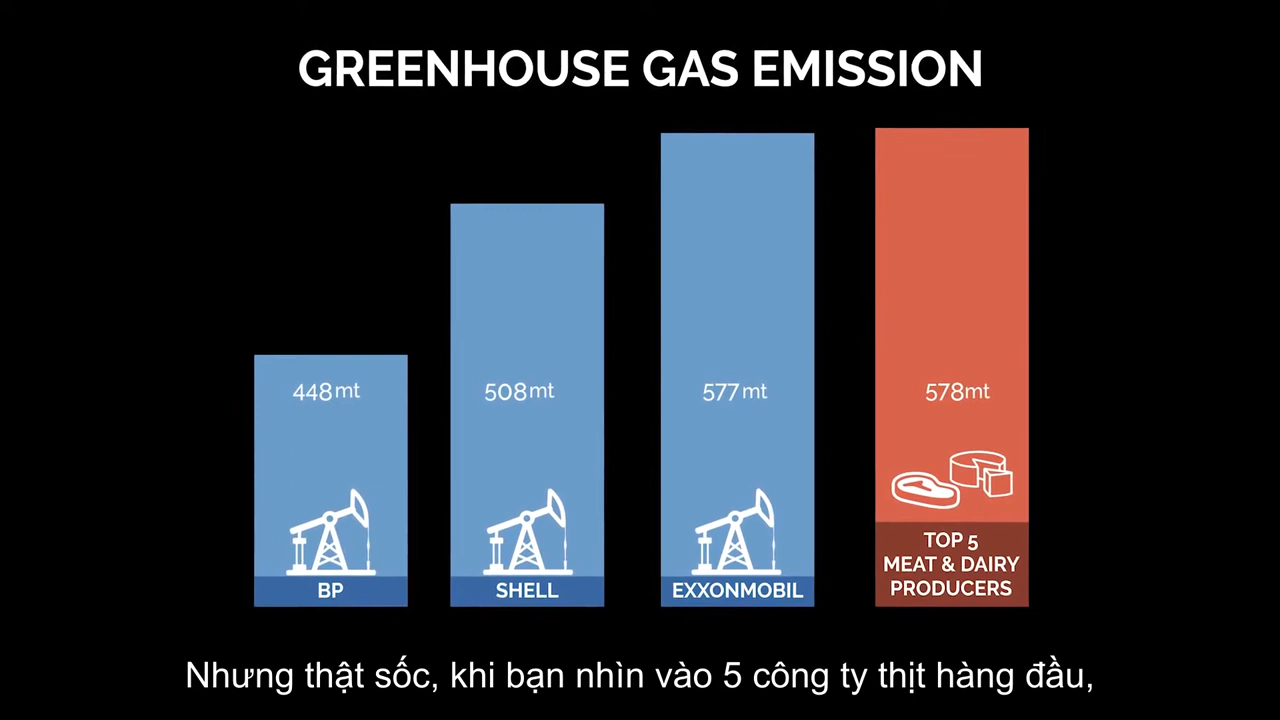 GREENHOUSE GAS EMISSION
448mt
508mt
577mt
578mt
BP
SHELL
EXXONMOBIL
TOP 5
MEAT & DAIRY
PRODUCERS
Nhưng thật sốc, khi bạn nhìn vào 5 công ty thịt hàng đầu,